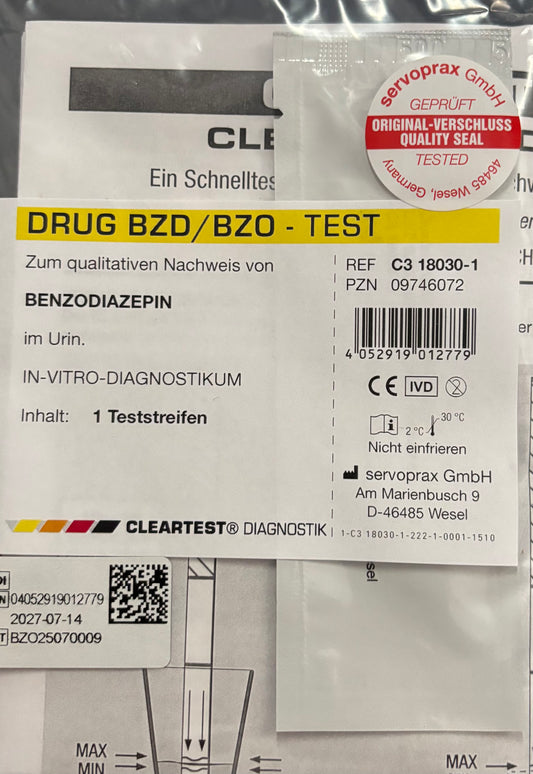 CLE
Ein Schnelltes
servoprax GmbH
GEPRÜFT
ORIGINAL-VERSCHLUSS
QUALITY SEAL
TESTED
46485 Wesel, Germany
DRUG BZD/BZO - TEST
Zum qualitativen Nachweis von
BENZODIAZEPIN
im Urin.
IN-VITRO-DIAGNOSTIKUM
Inhalt: 1 Teststreifen
REF C3 18030-1
PZN 09746072
4 052919 012779
CE IVD 2
i 2 °C 30 °C
Nicht einfrieren
servoprax GmbH
Am Marienbusch 9
D-46485 Wesel
CLEARTEST® DIAGNOSTIK
1-C3 18030-1-222-1-0001-1510
04052919012779
2027-07-14
BZO25070009
sel
MAX
MIN
MAX